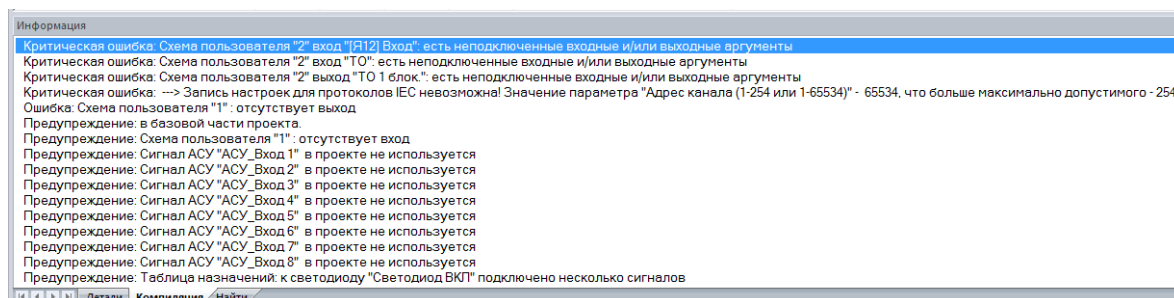 Информация
Критическая ошибка: Схема пользователя "2" вход "[Я12] Вход": есть неподключенные входные и/или выходные аргументы
Критическая ошибка: Схема пользователя "2" вход "ТО": есть неподключенные входные и/или выходные аргументы
Критическая ошибка: Схема пользователя "2" выход "ТО 1 блок.": есть неподключенные входные и/или выходные аргументы
Критическая ошибка: ---> Запись настроек для протоколов IEC невозможна! Значение параметра "Адрес канала (1-254 или 1-65534)" - 65534, что больше максимально допустимого - 254
Ошибка: Схема пользователя "1" : отсутствует выход
Предупреждение: в базовой части проекта.
Предупреждение: Схема пользователя "1" : отсутствует вход
Предупреждение: Сигнал АСУ "АСУ_Вход 1" в проекте не используется
Предупреждение: Сигнал АСУ "АСУ_Вход 2" в проекте не используется
Предупреждение: Сигнал АСУ "АСУ_Вход 3" в проекте не используется
Предупреждение: Сигнал АСУ "АСУ_Вход 4" в проекте не используется
Предупреждение: Сигнал АСУ "АСУ_Вход 5" в проекте не используется
Предупреждение: Сигнал АСУ "АСУ_Вход 6" в проекте не используется
Предупреждение: Сигнал АСУ "АСУ_Вход 7" в проекте не используется
Предупреждение: Сигнал АСУ "АСУ_Вход 8" в проекте не используется
Предупреждение: Таблица назначений: к светодиоду "Светодиод ВКЛ" подключено несколько сигналов
Детали Компиляция Найти